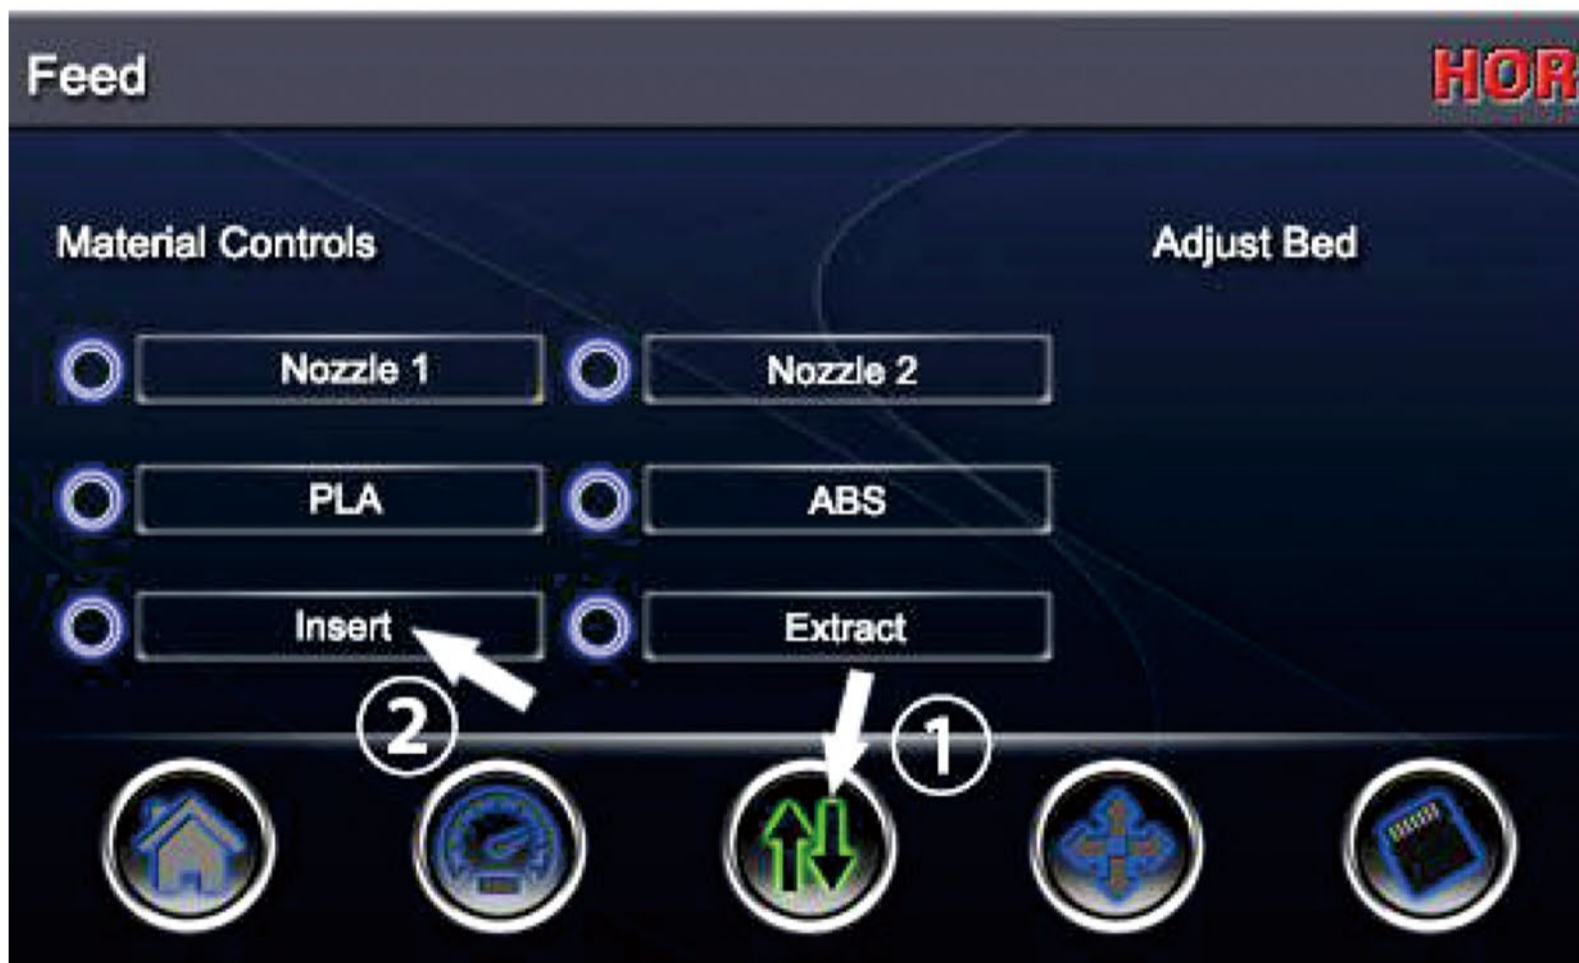 Feed HOR
Material Controls Adjust Bed
Nozzle 1 Nozzle 2
PLA ABS
Insert Extract
2 1